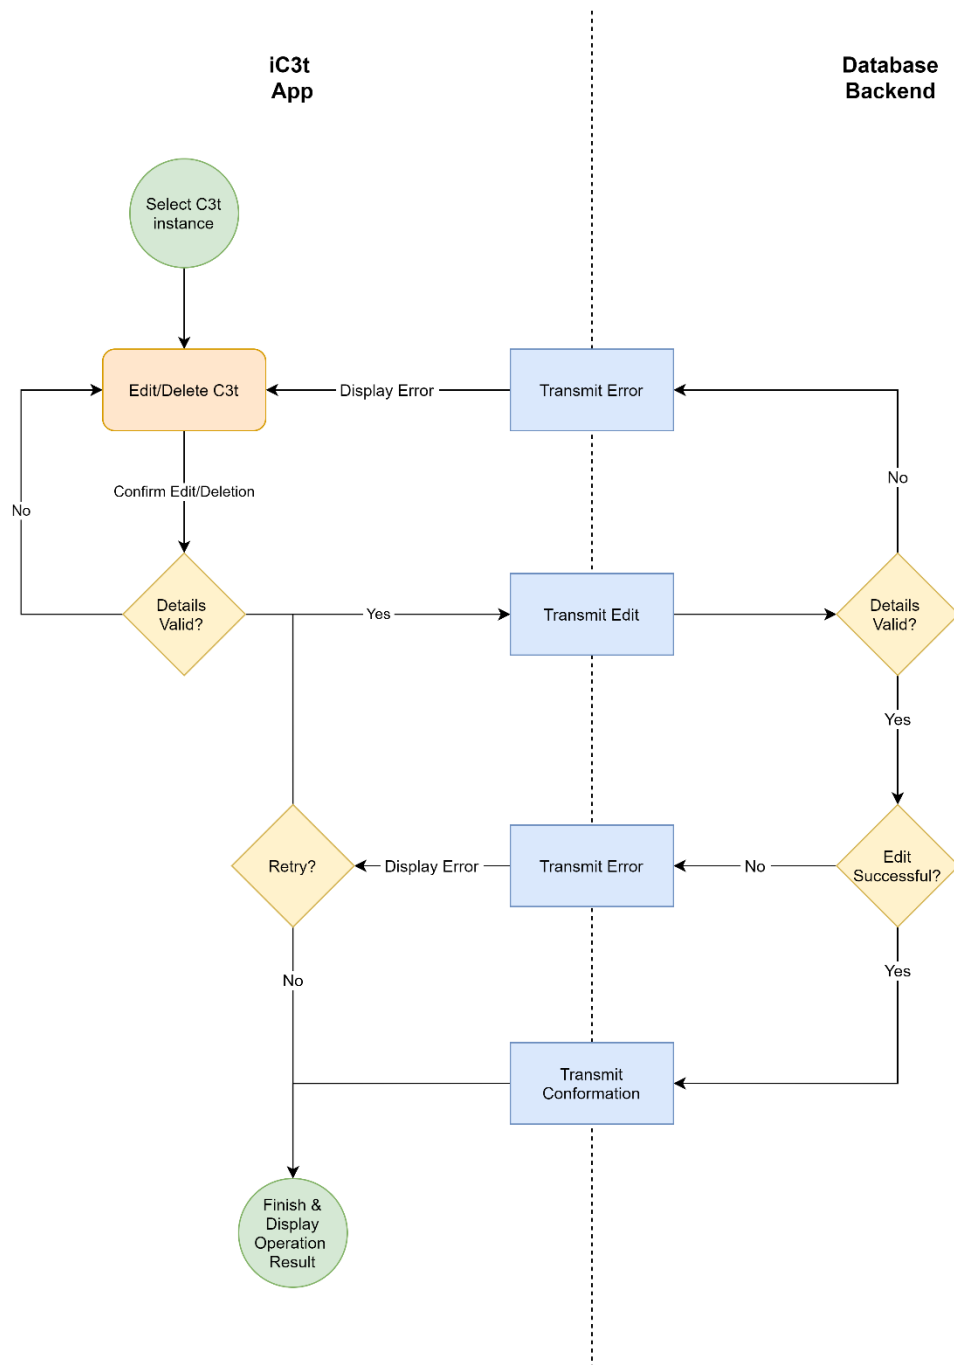 iC3t
App
Database
Backend
Select C3t
instance
Edit/Delete C3t
Display Error
Transmit Error
No
Confirm Edit/Deletion
No
Details
Valid?
Yes
Transmit Edit
Details
Valid?
Yes
Retry?
Display Error
Transmit Error
No
Edit
Successful?
No
Yes
Transmit
Conformation
Finish &
Display
Operation
Result